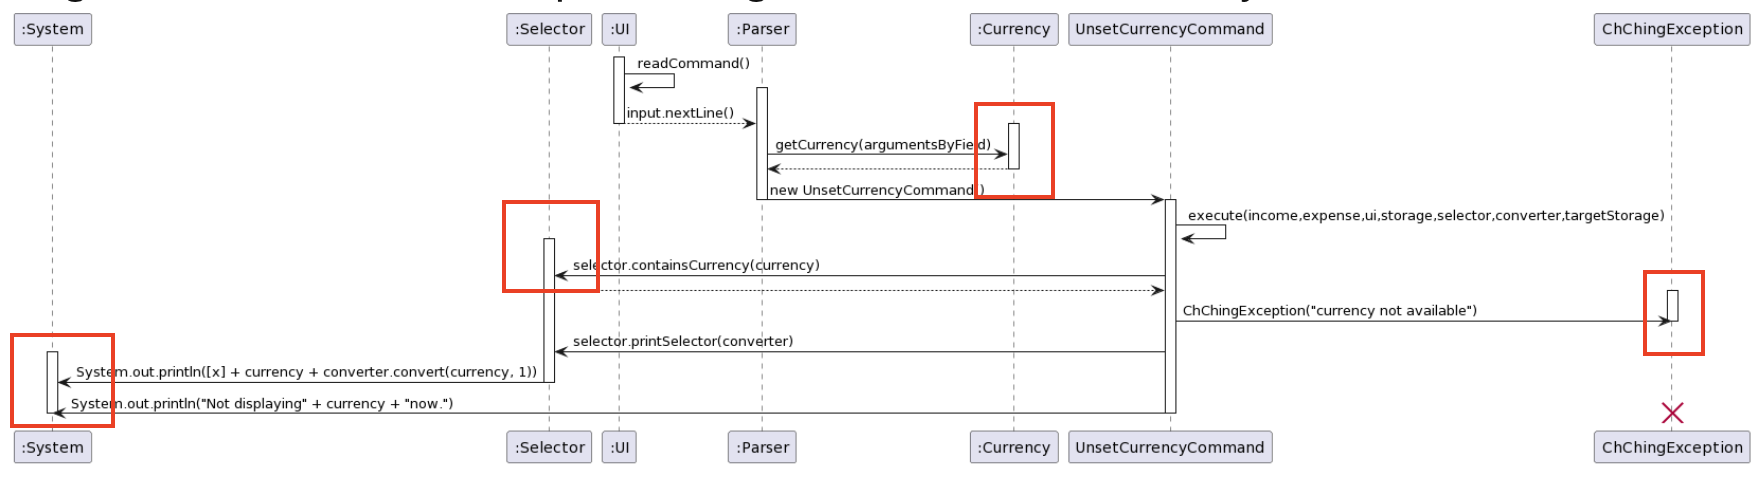 :System :Selector :UI :Parser :Currency UnsetCurrencyCommand ChChingException
readCommand()
input.nextLine()
getCurrency(argumentsByField)
new UnsetCurrencyCommand()
execute(income,expense,ui,storage,selector,converter,targetStorage)
selector.containsCurrency(currency)
ChChingException("currency not available")
selector.printSelector(converter)
System.out.println([x] + currency + converter.convert(currency, 1))
System.out.println("Not displaying" + currency + "now.")
:System :Selector :UI :Parser :Currency UnsetCurrencyCommand ChChingException